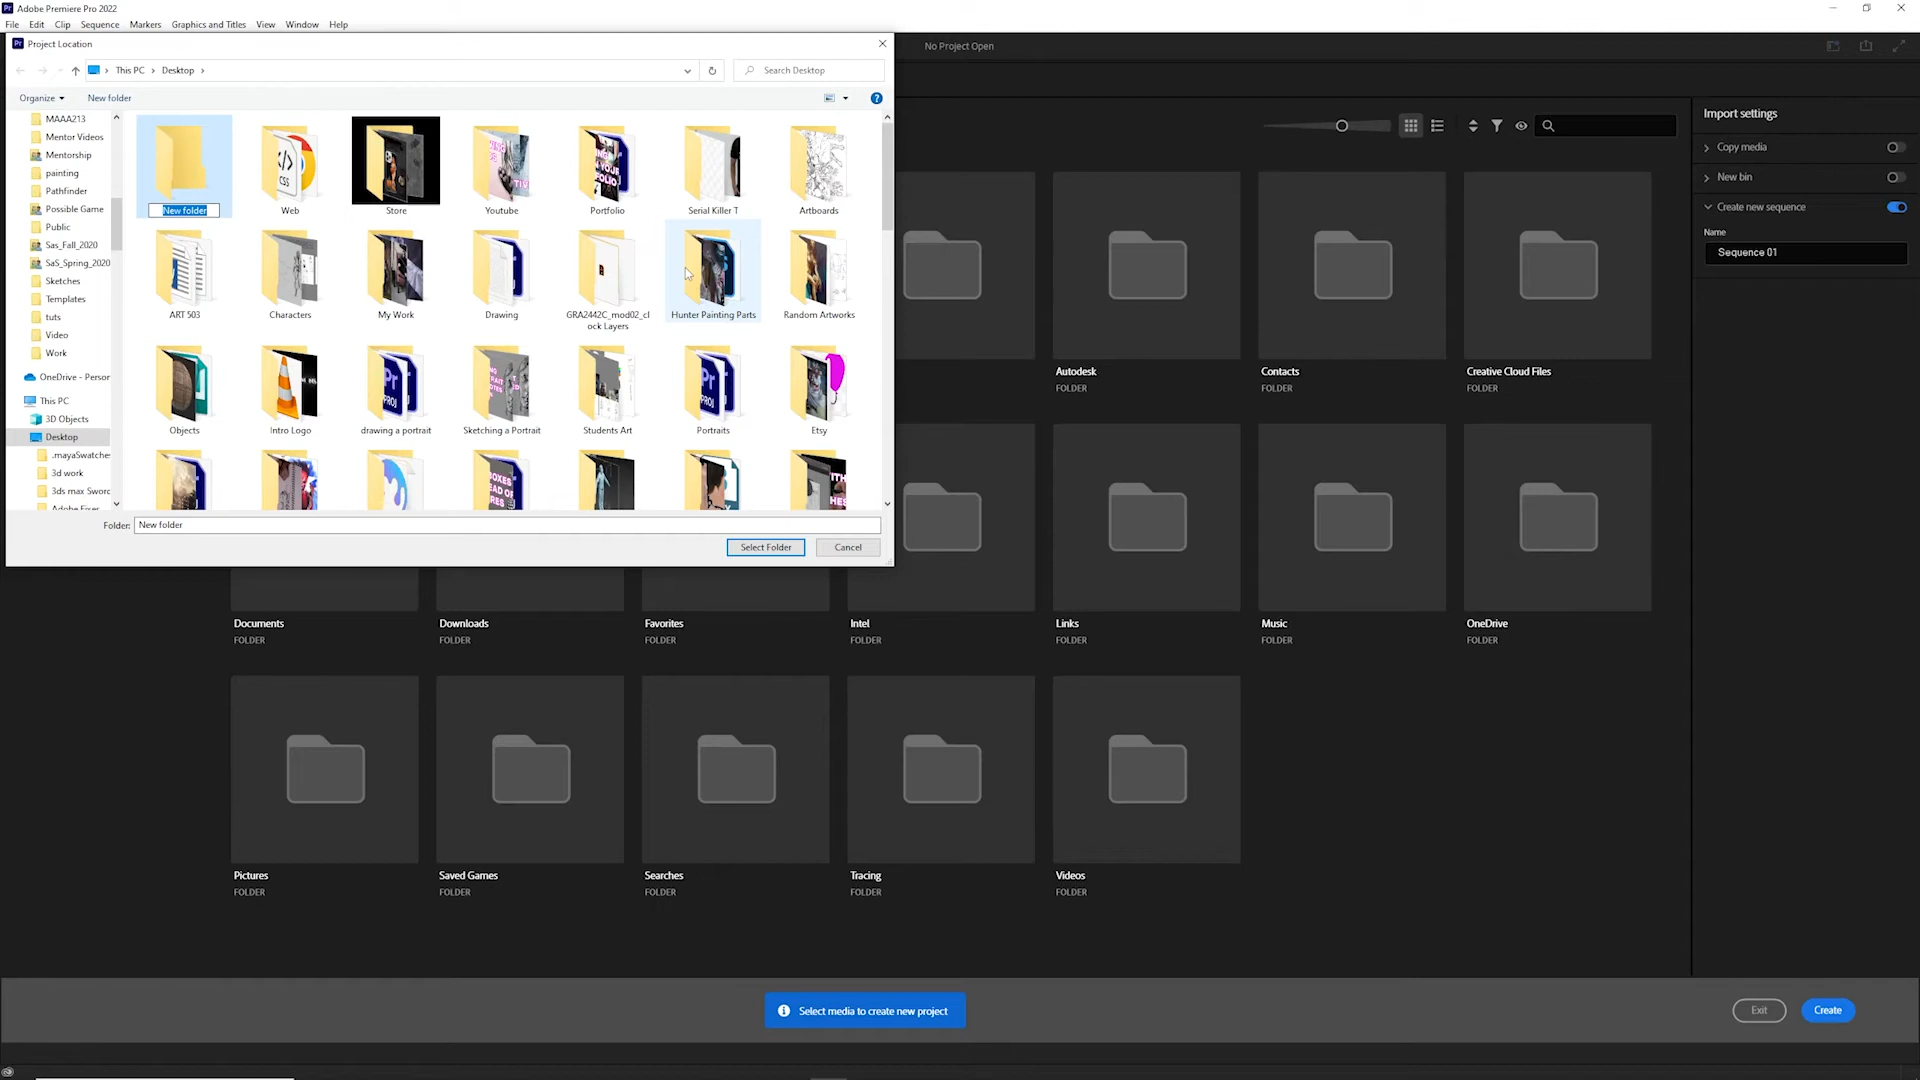 Adobe Premiere Pro 2022
File Edit Clip Sequence Markers Graphics and Titles View Window Help
Project Location
No Project Open
This PC Desktop
Search Desktop
Organize New folder
MAAA213
Mentor Videos
Mentorship
painting
Pathfinder
Possible Game
Public
Sas_Fall_2020
SaS_Spring_2020
Sketches
Templates
tuts
Video
Work
OneDrive - Person
This PC
3D Objects
Desktop
.mayaSwatches
3d work
3ds max Sword
Adobe Fixes
New folder
Web
Store
Youtube
Portfolio
Serial Killer T
Artboards
ART 503
Characters
My Work
Drawing
GRA2442C_mod02_cl
ock Layers
Hunter Painting Parts
Random Artworks
Objects
Intro Logo
drawing a portrait
Sketching a Portrait
Students Art
Portraits
Etsy
Folder: New folder
Select Folder Cancel
Import settings
Copy media
New bin
Create new sequence
Name
Sequence 01
Autodesk
FOLDER
Contacts
FOLDER
Creative Cloud Files
FOLDER
Documents
FOLDER
Downloads
FOLDER
Favorites
FOLDER
Intel
FOLDER
Links
FOLDER
Music
FOLDER
OneDrive
FOLDER
Pictures
FOLDER
Saved Games
FOLDER
Searches
FOLDER
Tracing
FOLDER
Videos
FOLDER
Select media to create new project
Exit
Create